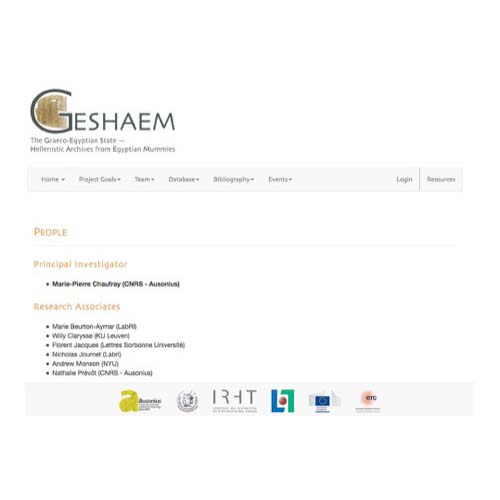 GESHAEM
The Graeco-Egyptian State —
Hellenistic Archives from Egyptian Mummies
Home Project Goals Team Database Bibliography Events Login Resources
PEOPLE
Principal Investigator
• Marie-Pierre Chaufray (CNRS - Ausonius)
Research Associates
• Marie Beurton-Aymar (LaBRI)
• Willy Clarysse (KU Leuven)
• Florent Jacques (Lettres Sorbonne Université)
• Nicholas Journet (Labri)
• Andrew Monson (NYU)
• Nathalie Prévôt (CNRS - Ausonius)
Ausonius IRHT erc